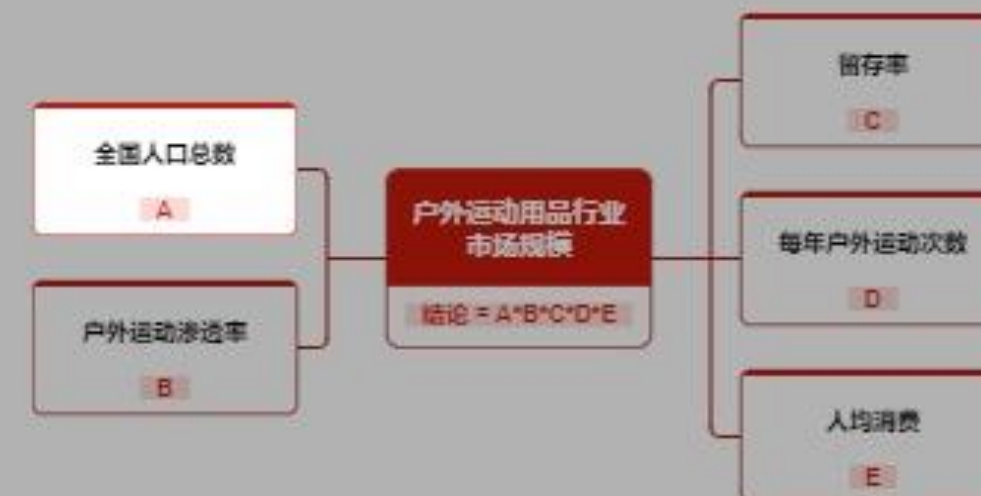 全国人口总数
A
户外运动渗透率
B
户外运动用品行业
市场规模
结论 = A*B*C*D*E
留存率
C
每年户外运动次数
D
人均消费
E